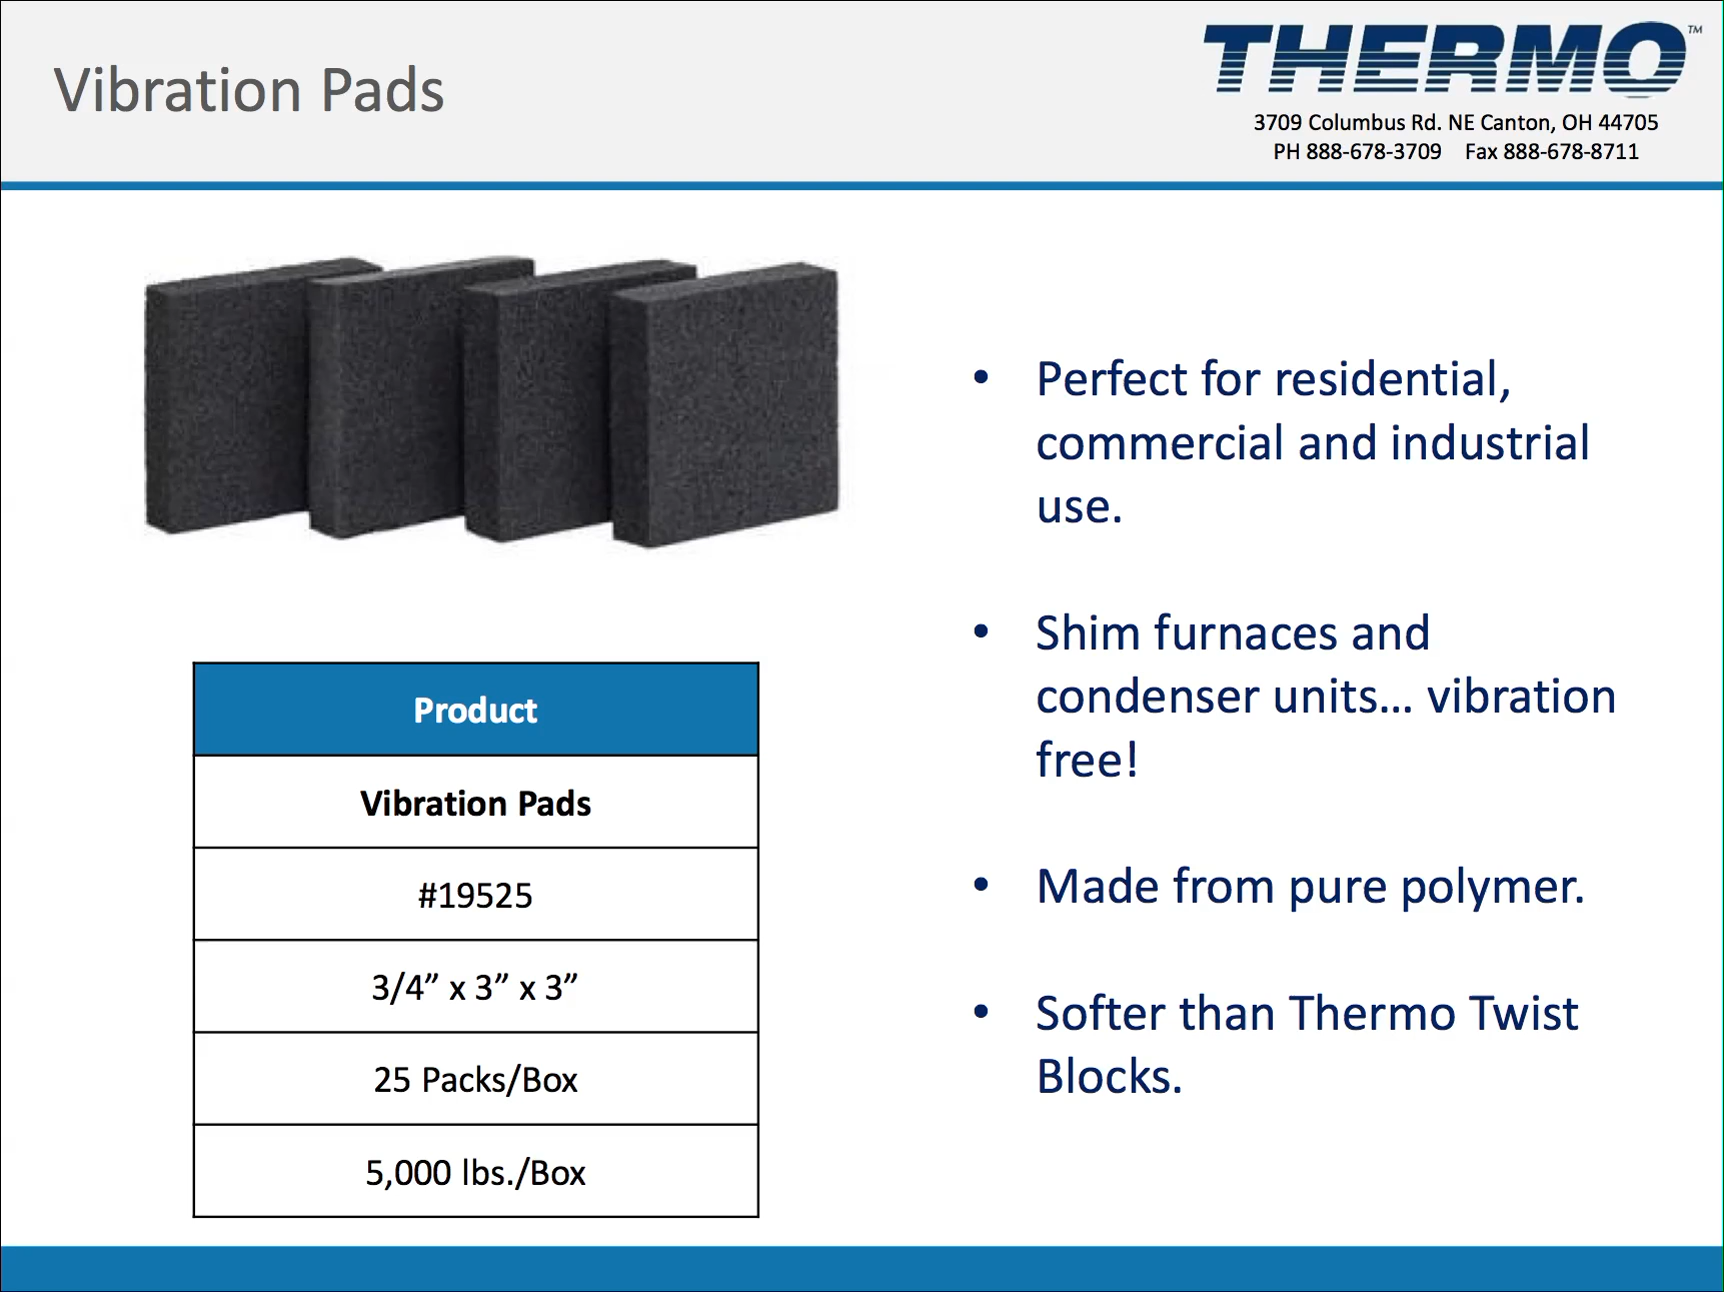 Vibration Pads
THERMO™
3709 Columbus Rd. NE Canton, OH 44705
PH 888-678-3709 Fax 888-678-8711
• Perfect for residential,
commercial and industrial
use.
• Shim furnaces and
condenser units... vibration
free!
• Made from pure polymer.
• Softer than Thermo Twist
Blocks.
Product
Vibration Pads
#19525
3/4” x 3” x 3”
25 Packs/Box
5,000 lbs./Box